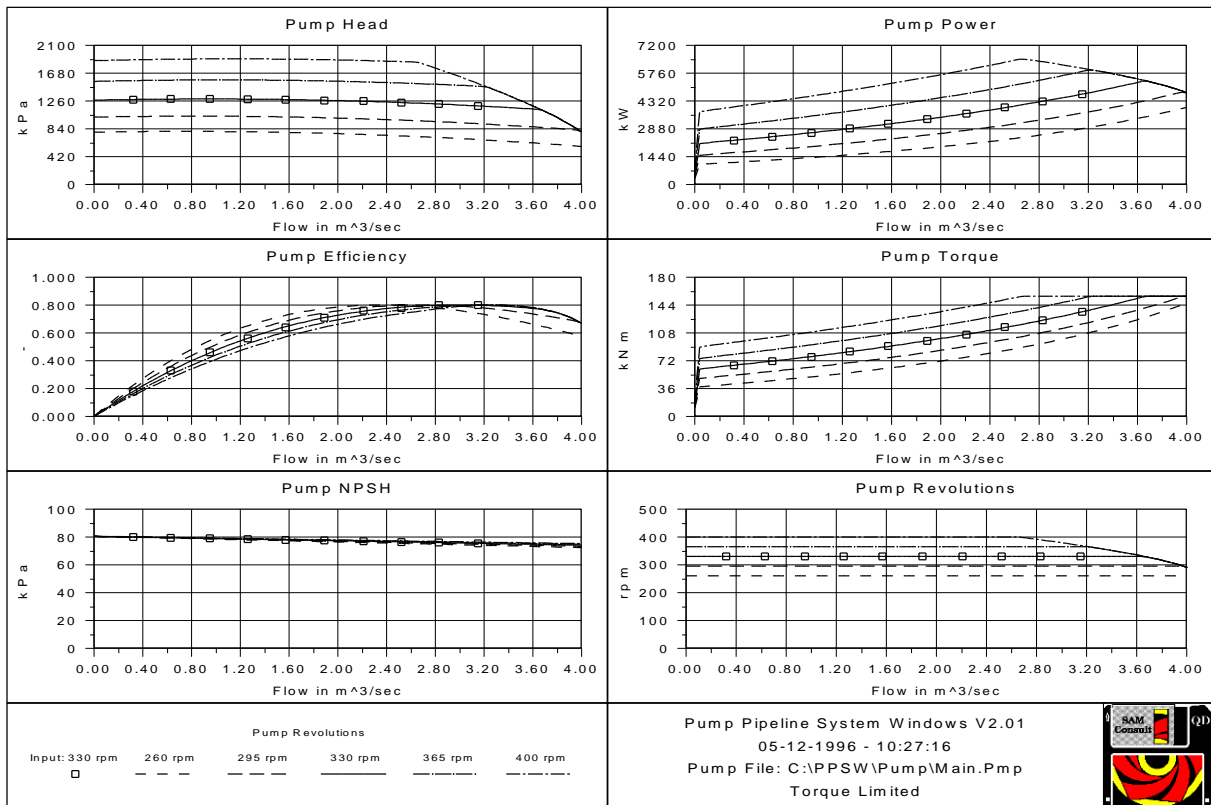 Pump Head
2100
1680
1260
840
420
0
kPa
0.00 0.40 0.80 1.20 1.60 2.00 2.40 2.80 3.20 3.60 4.00
Flow in m^3/sec
Pump Power
7200
5760
4320
2880
1440
0
kW
0.00 0.40 0.80 1.20 1.60 2.00 2.40 2.80 3.20 3.60 4.00
Flow in m^3/sec
Pump Efficiency
1.000
0.800
0.600
0.400
0.200
0.000
-
0.00 0.40 0.80 1.20 1.60 2.00 2.40 2.80 3.20 3.60 4.00
Flow in m^3/sec
Pump Torque
180
144
108
72
36
0
kNm
0.00 0.40 0.80 1.20 1.60 2.00 2.40 2.80 3.20 3.60 4.00
Flow in m^3/sec
Pump NPSH
100
80
60
40
20
0
kPa
0.00 0.40 0.80 1.20 1.60 2.00 2.40 2.80 3.20 3.60 4.00
Flow in m^3/sec
Pump Revolutions
500
400
300
200
100
0
rpm
0.00 0.40 0.80 1.20 1.60 2.00 2.40 2.80 3.20 3.60 4.00
Flow in m^3/sec
Pump Revolutions
Input: 330 rpm 260 rpm 295 rpm 330 rpm 365 rpm 400 rpm
Pump Pipeline System Windows V2.01
05-12-1996 - 10:27:16
Pump File: C:\PPSW\Pump\Main.Pmp
Torque Limited
SAM
Consult
QD